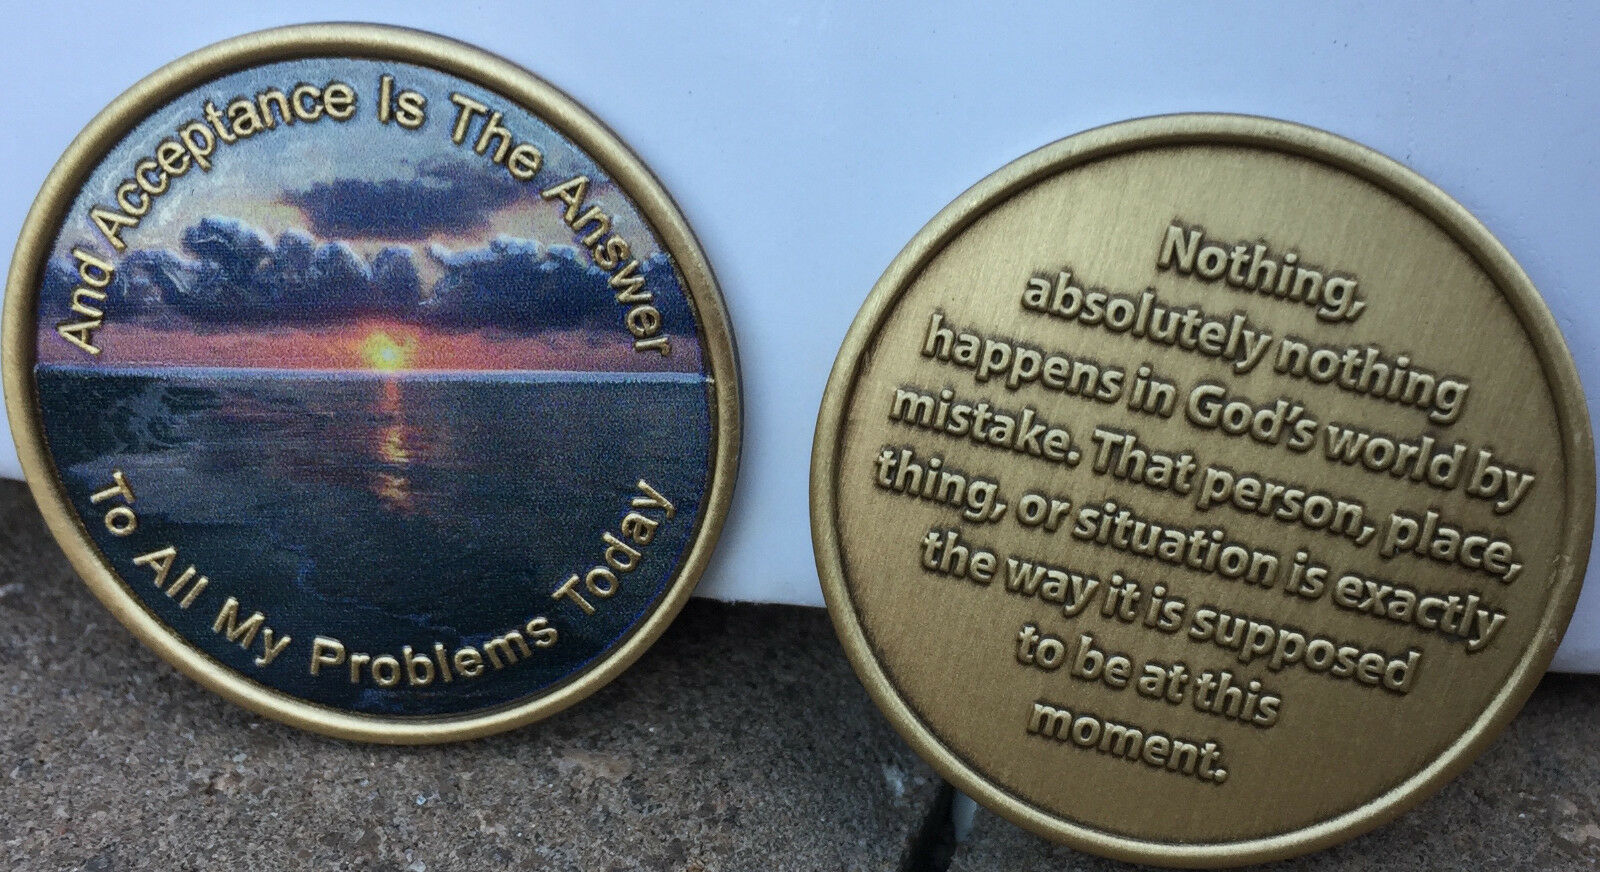 And Acceptance Is The Answer
To All My Problems Today
Nothing,
absolutely nothing
happens in God's world by
mistake. That person, place,
thing, or situation is exactly
the way it is supposed
to be at this
moment.